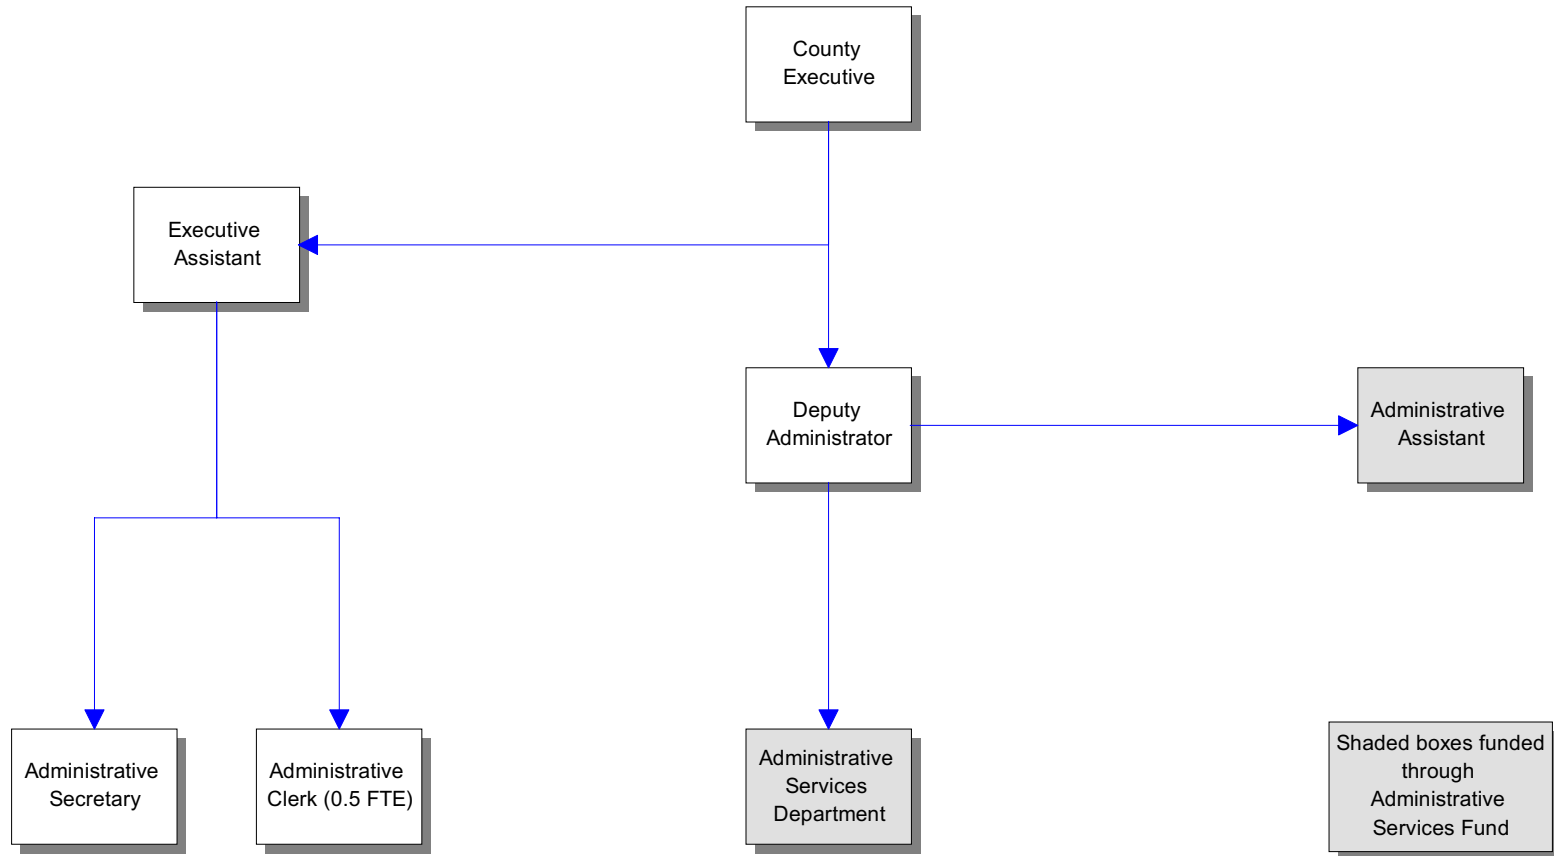 County
Executive
Executive
Assistant
Deputy
Administrator
Administrative
Assistant
Administrative
Secretary
Administrative
Clerk (0.5 FTE)
Administrative
Services
Department
Shaded boxes funded
through
Administrative
Services Fund